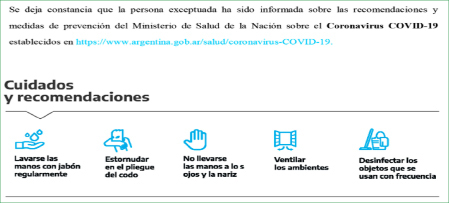 Se deja constancia que la persona exceptuada ha sido informada sobre las recomendaciones y
medidas de prevención del Ministerio de Salud de la Nación sobre el Coronavirus COVID-19
establecidos en https://www.argentina.gob.ar/salud/coronavirus-COVID-19.
Cuidados
y recomendaciones
Lavarse las
manos con jabón
regularmente
Estornudar
en el pliegue
del codo
No llevarse
las manos a lo s
ojos y la nariz
Ventilar
los ambientes
Desinfectar los
objetos que se
usan con frecuencia